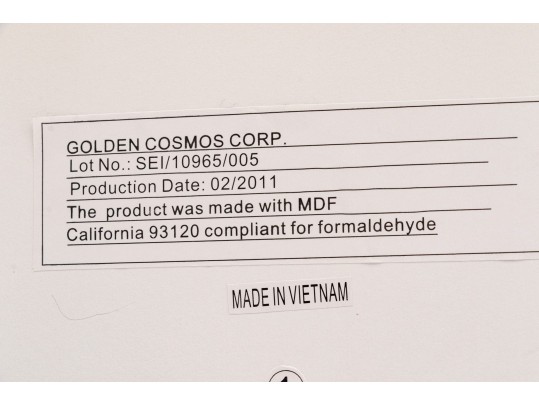 GOLDEN COSMOS CORP.
Lot No.: SEI/10965/005
Production Date: 02/2011
The product was made with MDF
California 93120 compliant for formaldehyde
MADE IN VIETNAM